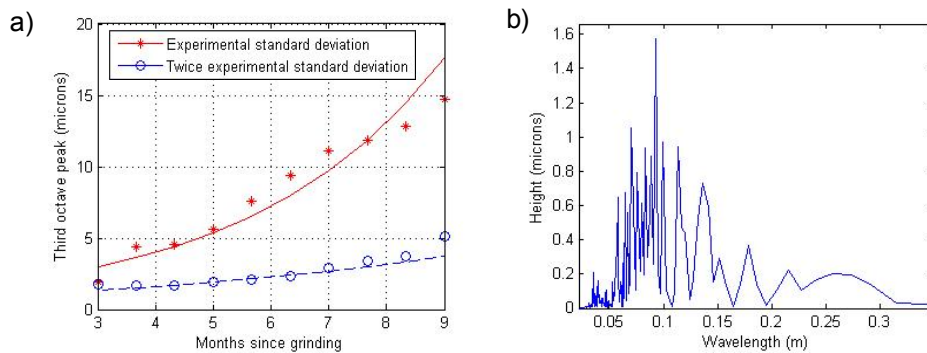 a)
20
15
10
5
0
Third octave peak (microns)
Experimental standard deviation
Twice experimental standard deviation
3 4 5 6 7 8 9
Months since grinding
b)
1.6
1.4
1.2
1
0.8
0.6
0.4
0.2
0
Height (microns)
0.05 0.1 0.15 0.2 0.25 0.3
Wavelength (m)